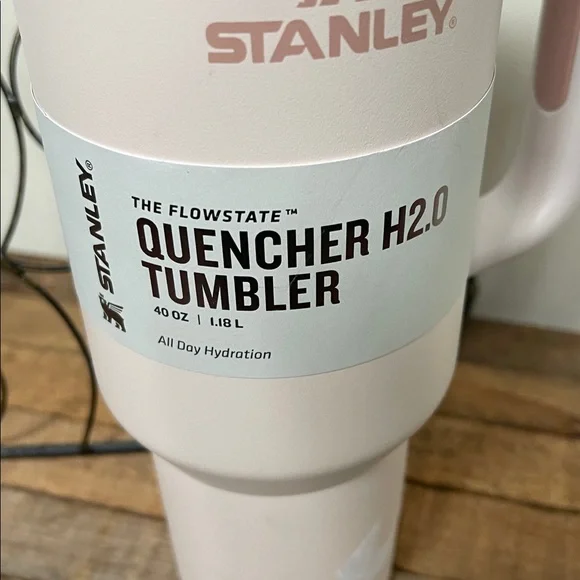 STANLEY®
STANLEY®
THE FLOWSTATE™
QUENCHER H2.0
TUMBLER
40 OZ | 1.18 L
All Day Hydration